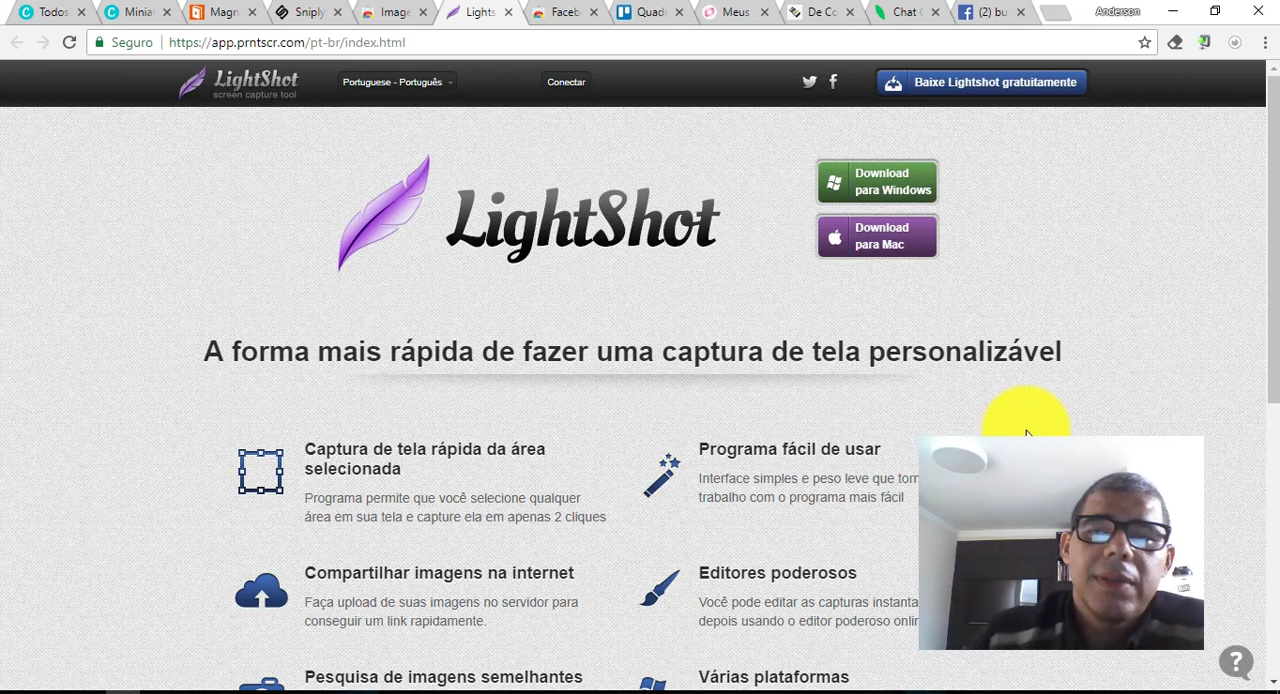 Todos
Minia
Magn
Sniply
Image
Lights
Faceb
Quad
Meus
De Co
Chat
(2) bu
Anderson
Seguro
https://app.prntscr.com/pt-br/index.html
LightShot
screen capture tool
Portuguese - Português
Conectar
Baixe Lightshot gratuitamente
LightShot
Download
para Windows
Download
para Mac
A forma mais rápida de fazer uma captura de tela personalizável
Captura de tela rápida da área
selecionada
Programa permite que você selecione qualquer
área em sua tela e capture ela em apenas 2 cliques
Programa fácil de usar
Interface simples e peso leve que tor
trabalho com o programa mais fácil
Compartilhar imagens na internet
Faça upload de suas imagens no servidor para
conseguir um link rapidamente.
Editores poderosos
Você pode editar as capturas instanta
depois usando o editor poderoso onlin
Pesquisa de imagens semelhantes
Várias plataformas